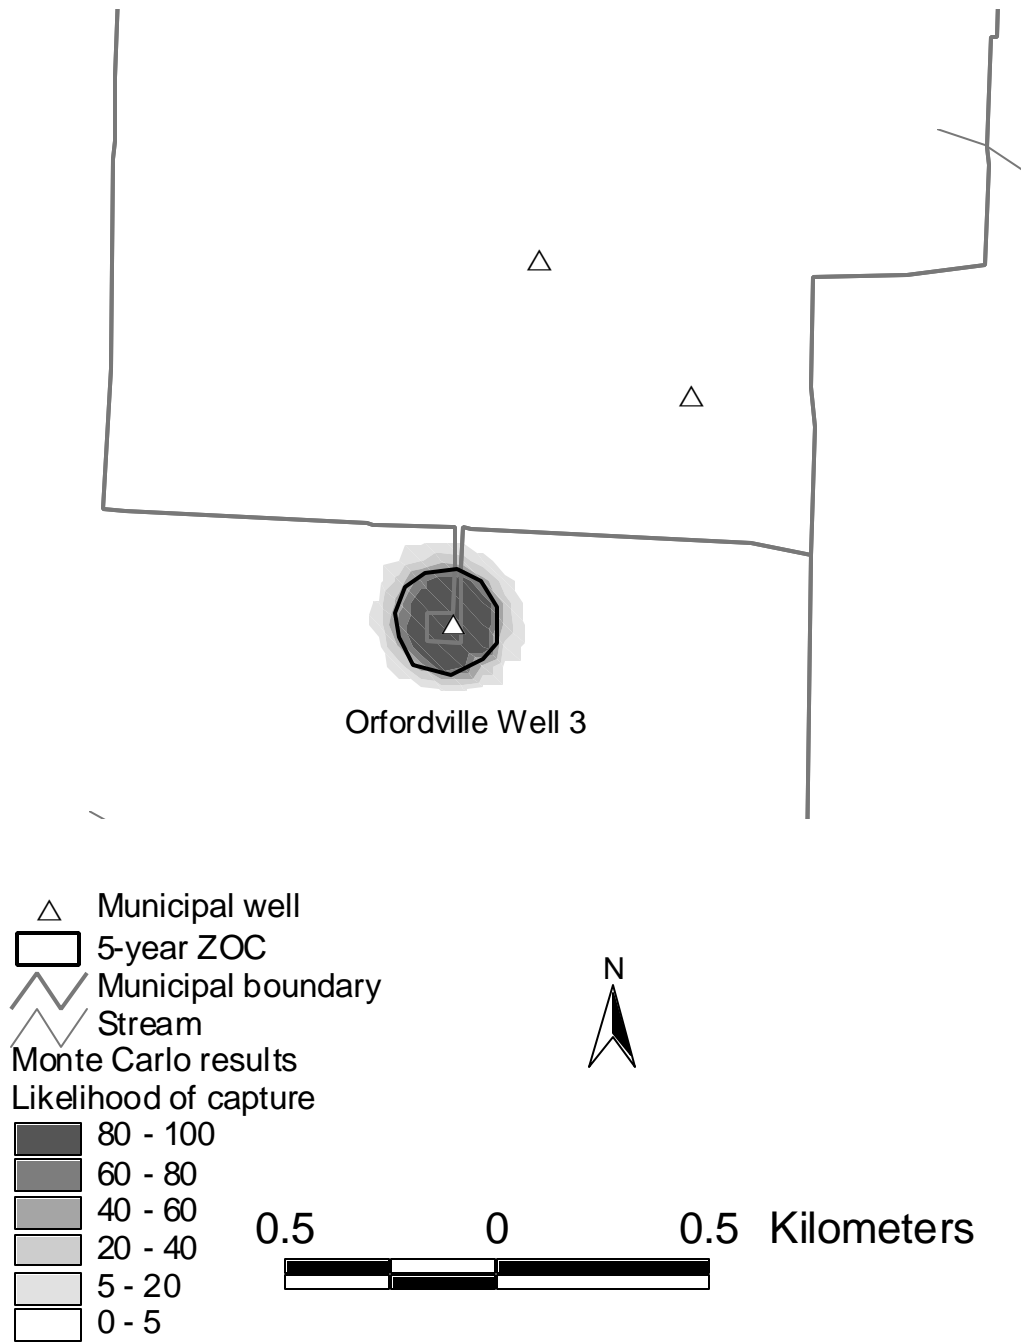 Orfordville Well 3
Municipal well
5-year ZOC
Municipal boundary
Stream
Monte Carlo results
Likelihood of capture
80 - 100
60 - 80
40 - 60
20 - 40
5 - 20
0 - 5
N
0.5 0 0.5 Kilometers